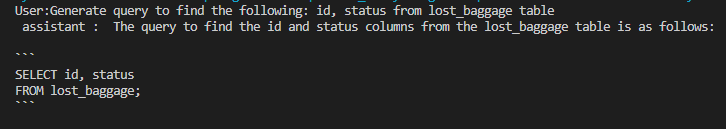 User:Generate query to find the following: id, status from lost_baggage table
assistant :  The query to find the id and status columns from the lost_baggage table is as follows:
```
SELECT id, status
FROM lost_baggage;
```